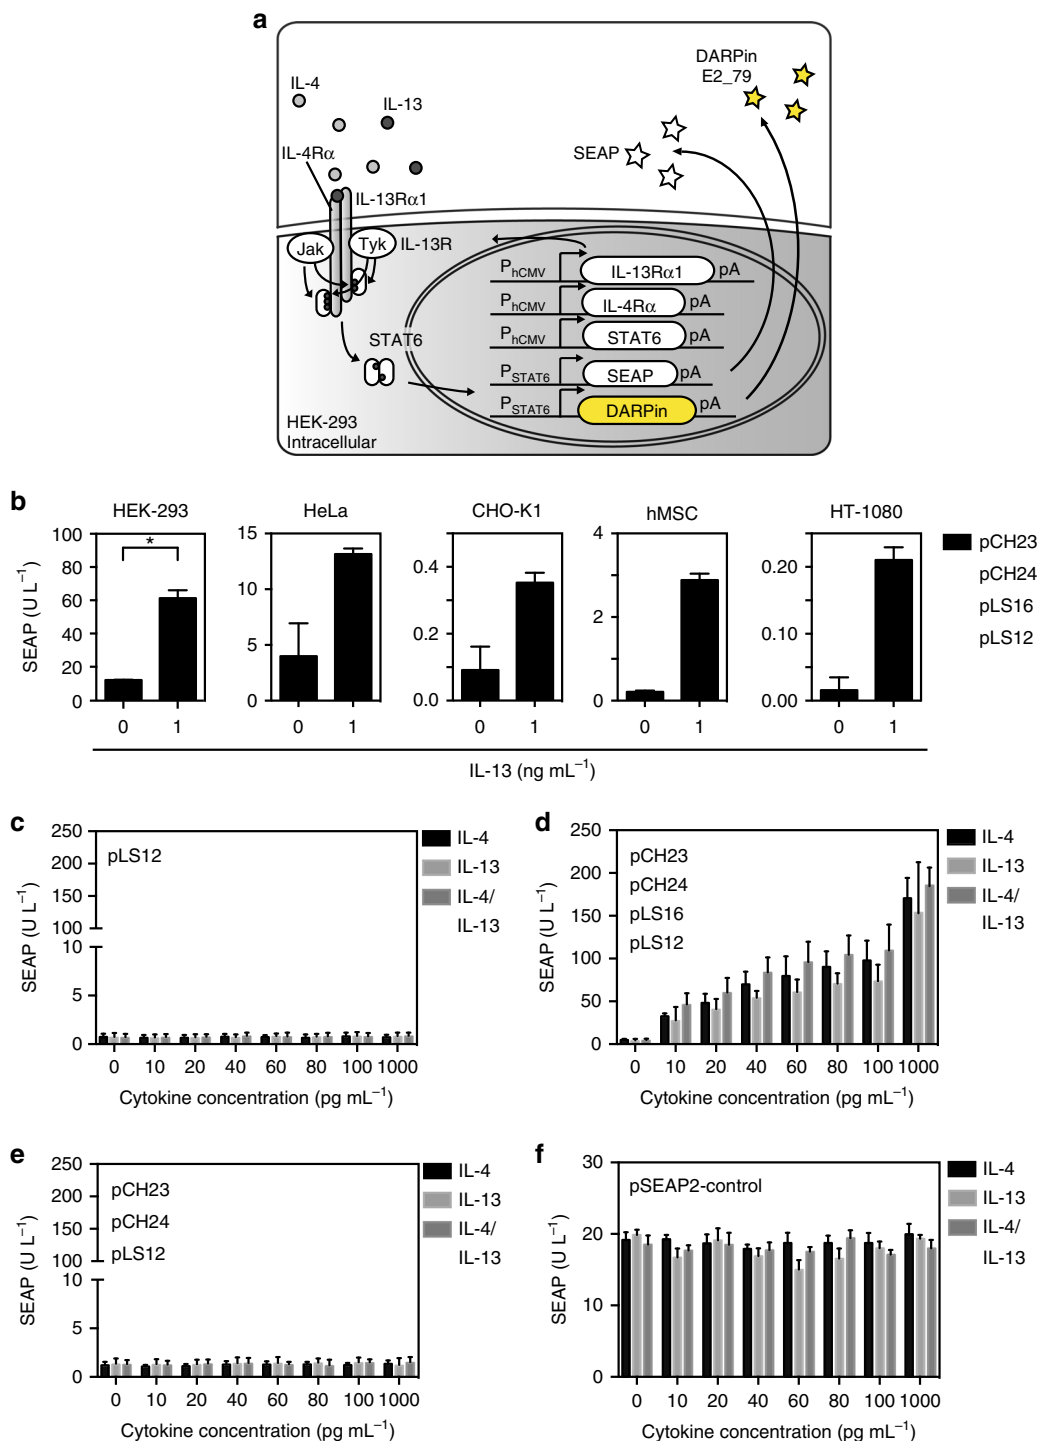 a
IL-4
IL-13
IL-4Rα
IL-13Rα1
DARPin
E2_79
SEAP
Jak
Tyk
IL-13R
STAT6
PhCMV IL-13Rα1 pA
PhCMV IL-4Rα pA
PhCMV STAT6 pA
PSTAT6 SEAP pA
PSTAT6 DARPin pA
HEK-293
Intracellular
b
HEK-293
HeLa
CHO-K1
hMSC
HT-1080
SEAP (U L⁻¹)
100
80
60
40
20
0
*
0 1
15
10
5
0
0 1
0.4
0.2
0.0
0 1
4
2
0
0 1
0.20
0.10
0.00
0 1
pCH23
pCH24
pLS16
pLS12
IL-13 (ng mL⁻¹)
c
SEAP (U L⁻¹)
250
200
150
100
10
5
0
pLS12
IL-4
IL-13
IL-4/
IL-13
0 10 20 40 60 80 100 1000
Cytokine concentration (pg mL⁻¹)
d
SEAP (U L⁻¹)
250
200
150
100
50
0
pCH23
pCH24
pLS16
pLS12
IL-4
IL-13
IL-4/
IL-13
0 10 20 40 60 80 100 1000
Cytokine concentration (pg mL⁻¹)
e
SEAP (U L⁻¹)
250
200
150
100
10
5
0
pCH23
pCH24
pLS12
IL-4
IL-13
IL-4/
IL-13
0 10 20 40 60 80 100 1000
Cytokine concentration (pg mL⁻¹)
f
SEAP (U L⁻¹)
30
20
10
0
pSEAP2-control
IL-4
IL-13
IL-4/
IL-13
0 10 20 40 60 80 100 1000
Cytokine concentration (pg mL⁻¹)